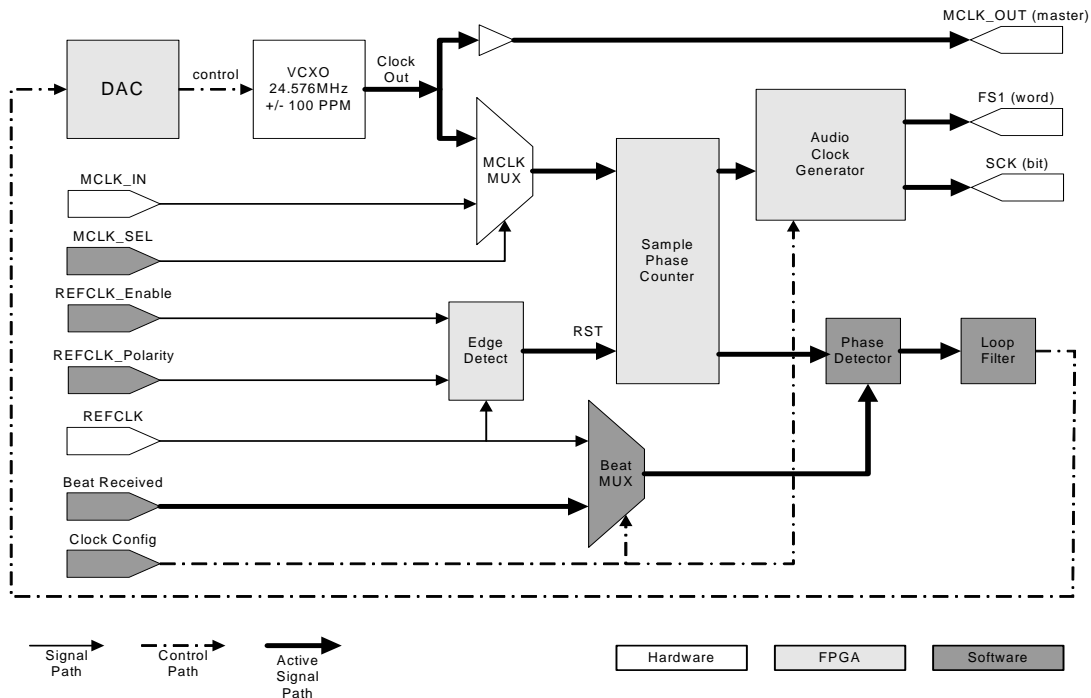 MCLK_OUT (master)
DAC
control
VCXO
24.576MHz
+/- 100 PPM
Clock
Out
FS1 (word)
Audio
Clock
Generator
MCLK
MUX
SCK (bit)
MCLK_IN
MCLK_SEL
Sample
Phase
Counter
REFCLK_Enable
Edge
Detect
RST
Phase
Detector
Loop
Filter
REFCLK_Polarity
REFCLK
Beat
MUX
Beat Received
Clock Config
Signal
Path
Control
Path
Active
Signal
Path
Hardware
FPGA
Software